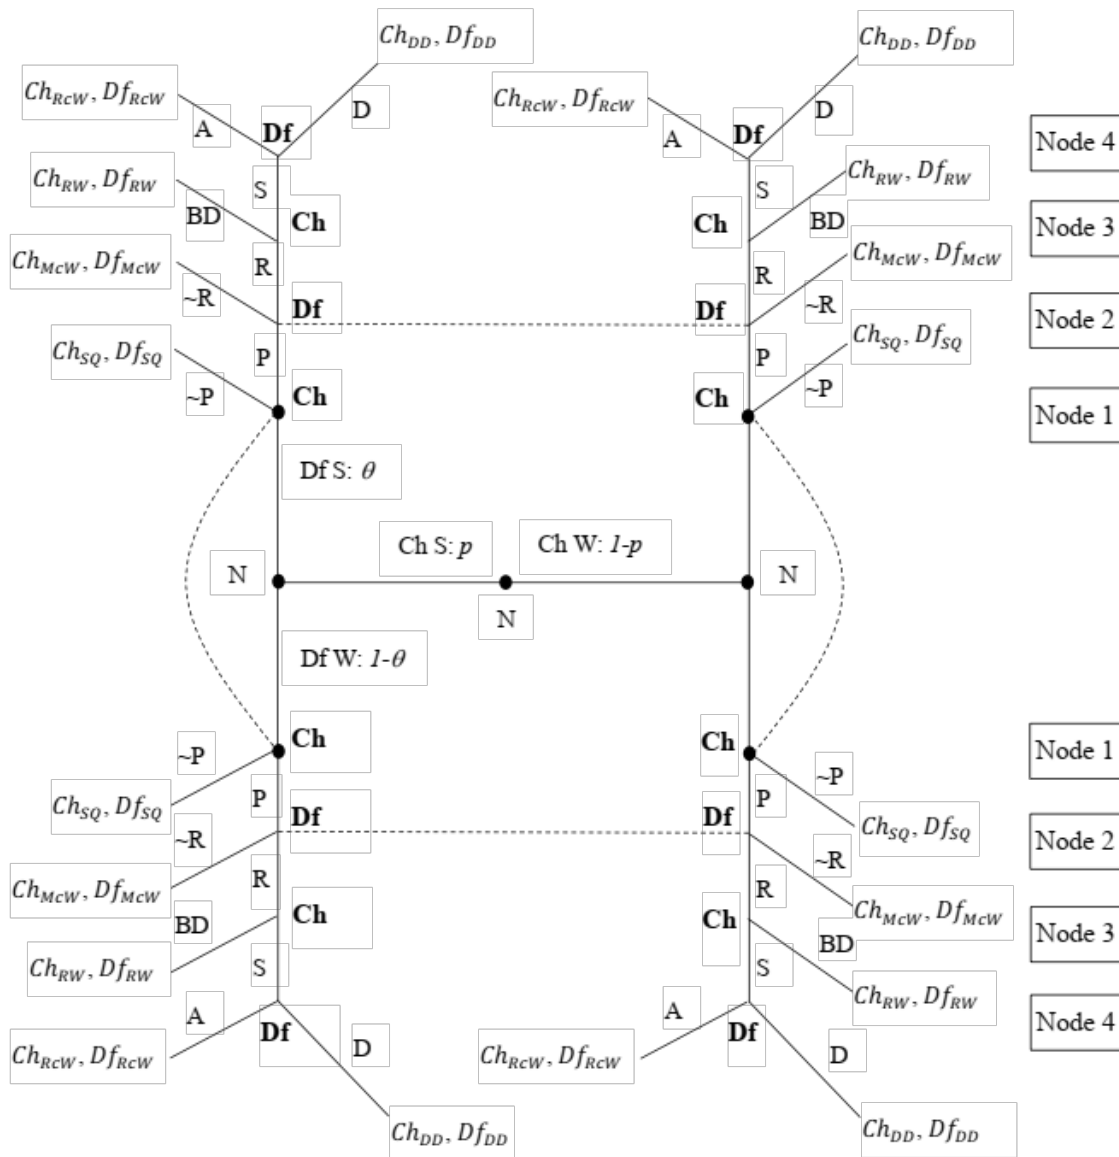 Ch_DD, Df_DD
Ch_DD, Df_DD
Ch_RcW, Df_RcW
D
Ch_RcW, Df_RcW
D
A
Df
A
Df
Node 4
Ch_RW, Df_RW
S
S
Ch_RW, Df_RW
BD
Ch
Ch
BD
Node 3
Ch_McW, Df_McW
R
R
Ch_McW, Df_McW
~R
Df
Df
~R
Node 2
Ch_SQ, Df_SQ
P
P
Ch_SQ, Df_SQ
~P
Ch
Ch
~P
Node 1
Df S: θ
Ch S: p
Ch W: 1-p
N
N
N
Df W: 1-θ
~P
Ch
Ch
~P
Node 1
Ch_SQ, Df_SQ
P
P
Ch_SQ, Df_SQ
~R
Df
Df
~R
Node 2
Ch_McW, Df_McW
R
R
Ch_McW, Df_McW
BD
Ch
Ch
BD
Node 3
Ch_RW, Df_RW
S
S
Ch_RW, Df_RW
A
Df
A
Df
Node 4
Ch_RcW, Df_RcW
D
Ch_RcW, Df_RcW
D
Ch_DD, Df_DD
Ch_DD, Df_DD